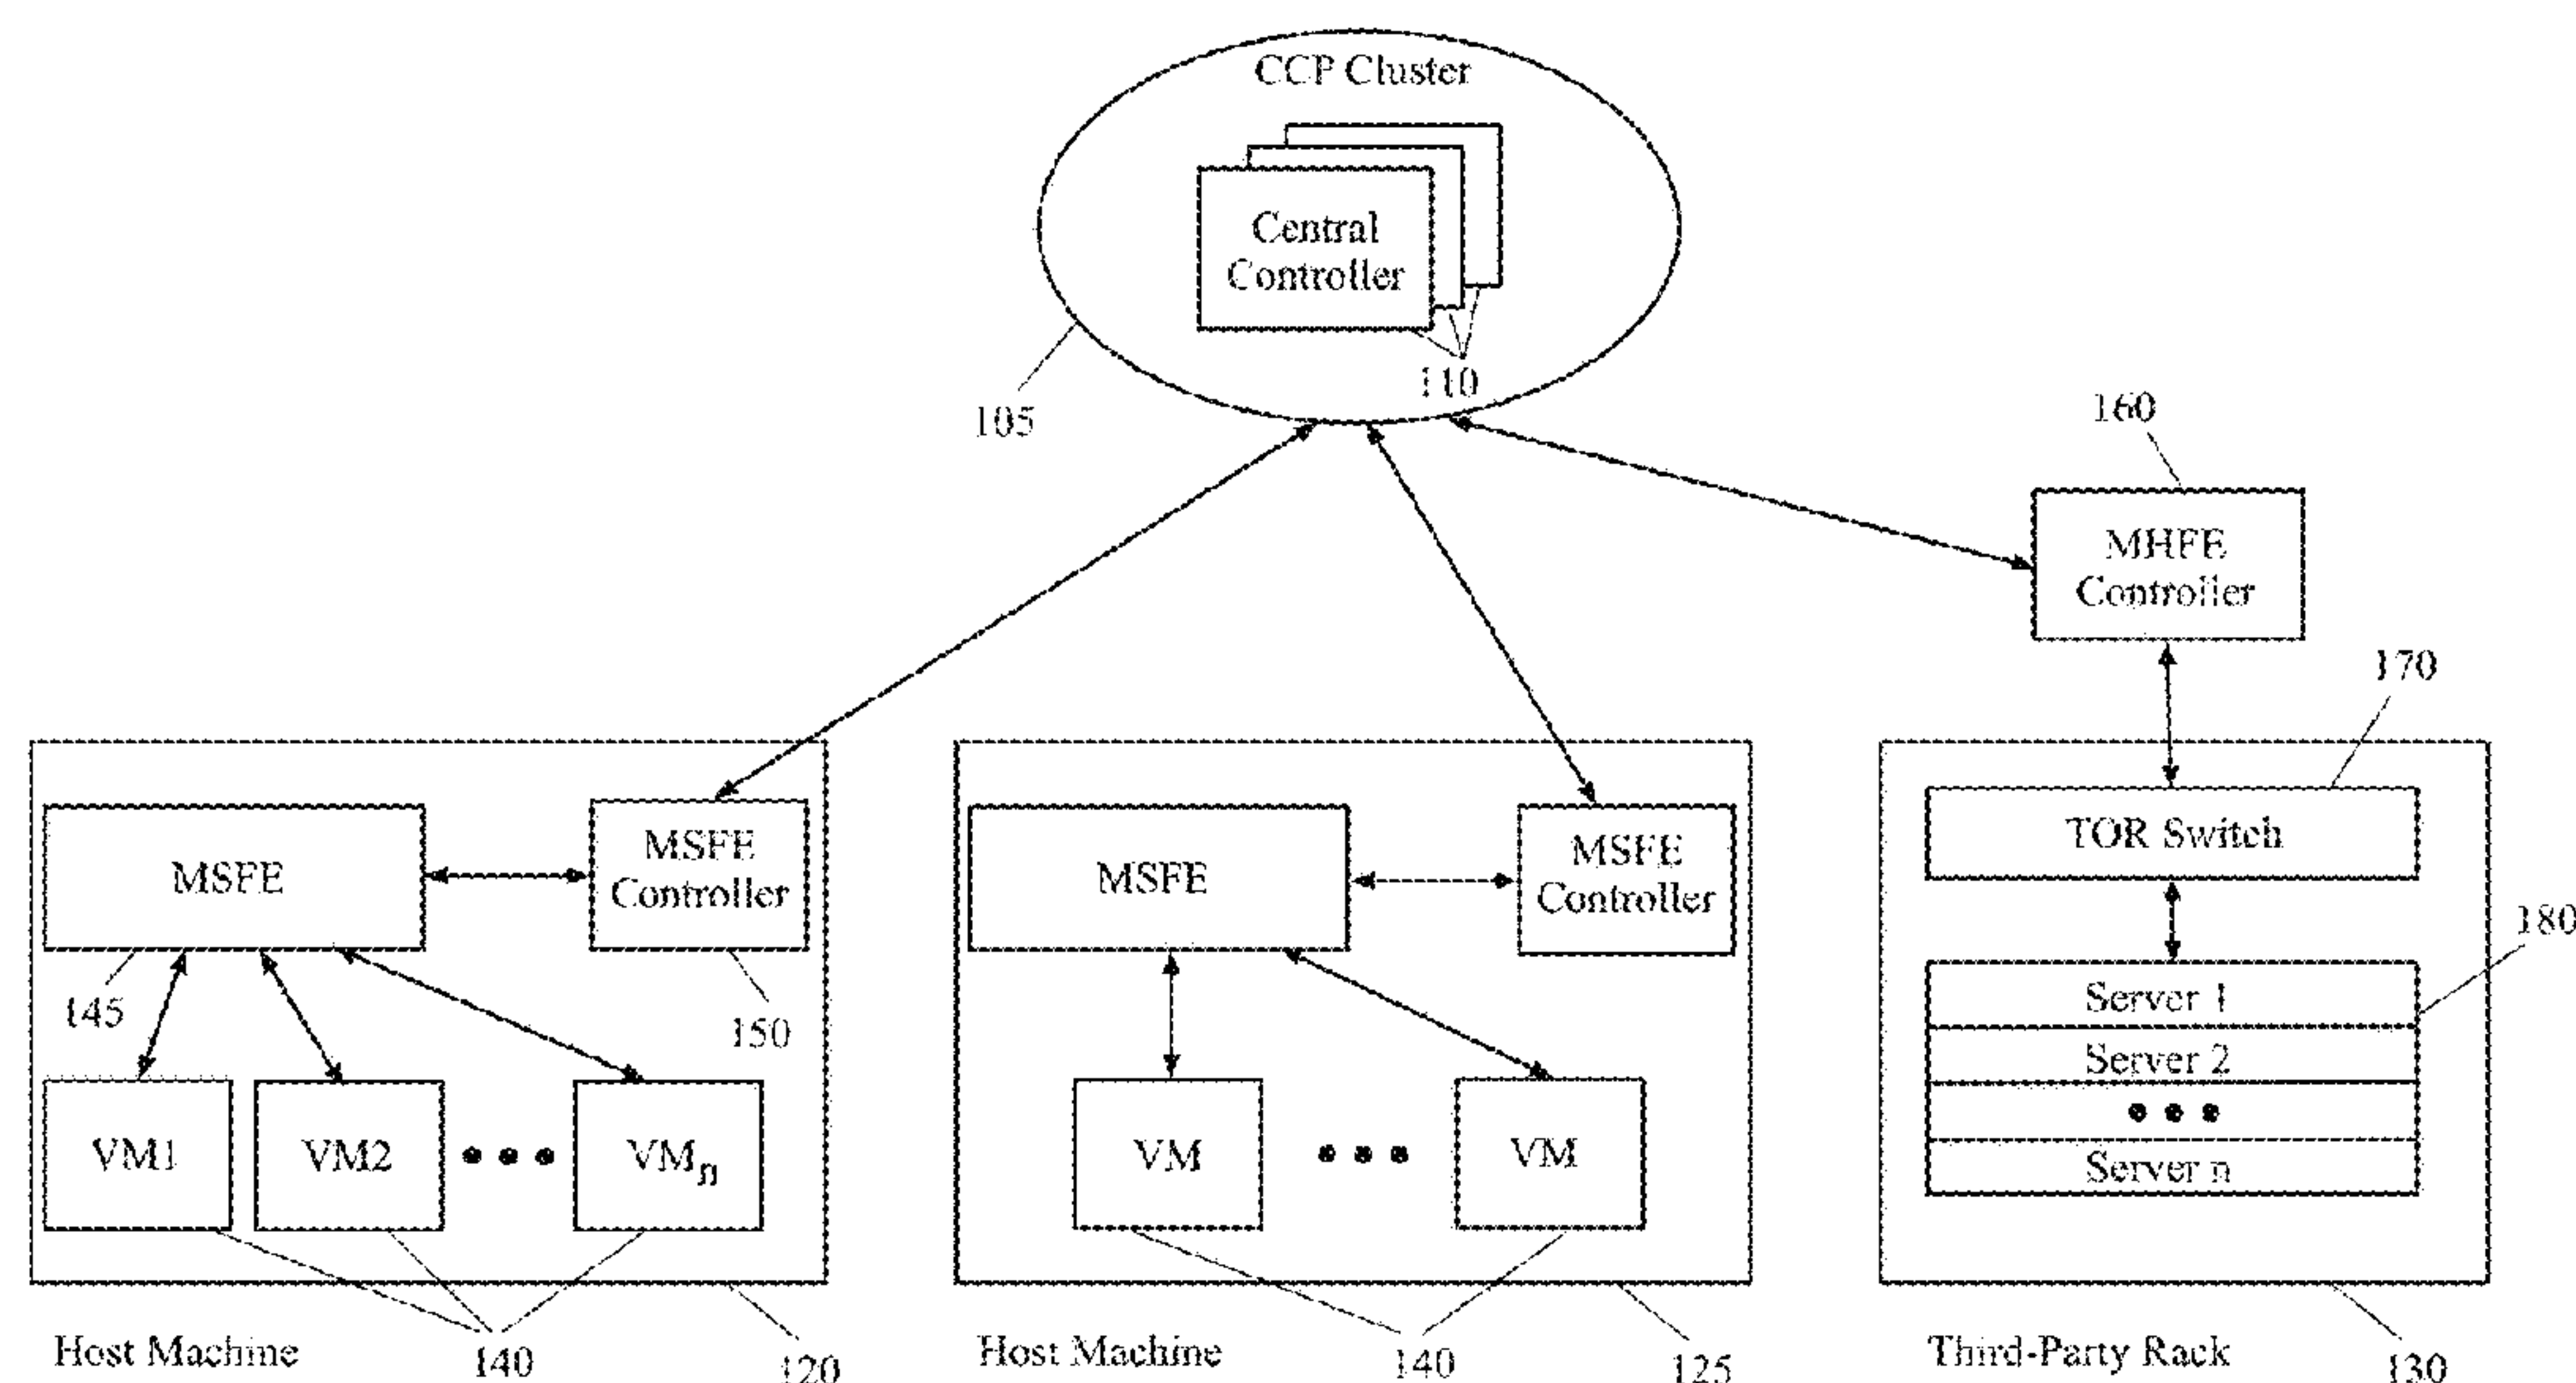 CCP Cluster
Central
Controller
110
105
160
MHFE
Controller
170
MSFE
MSFE
Controller
MSFE
MSFE
Controller
TOR Switch
180
145
150
Server 1
Server 2
Server n
VM1
VM2
VMn
VM
VM
Host Machine
140
120
Host Machine
140
125
Third-Party Rack
130